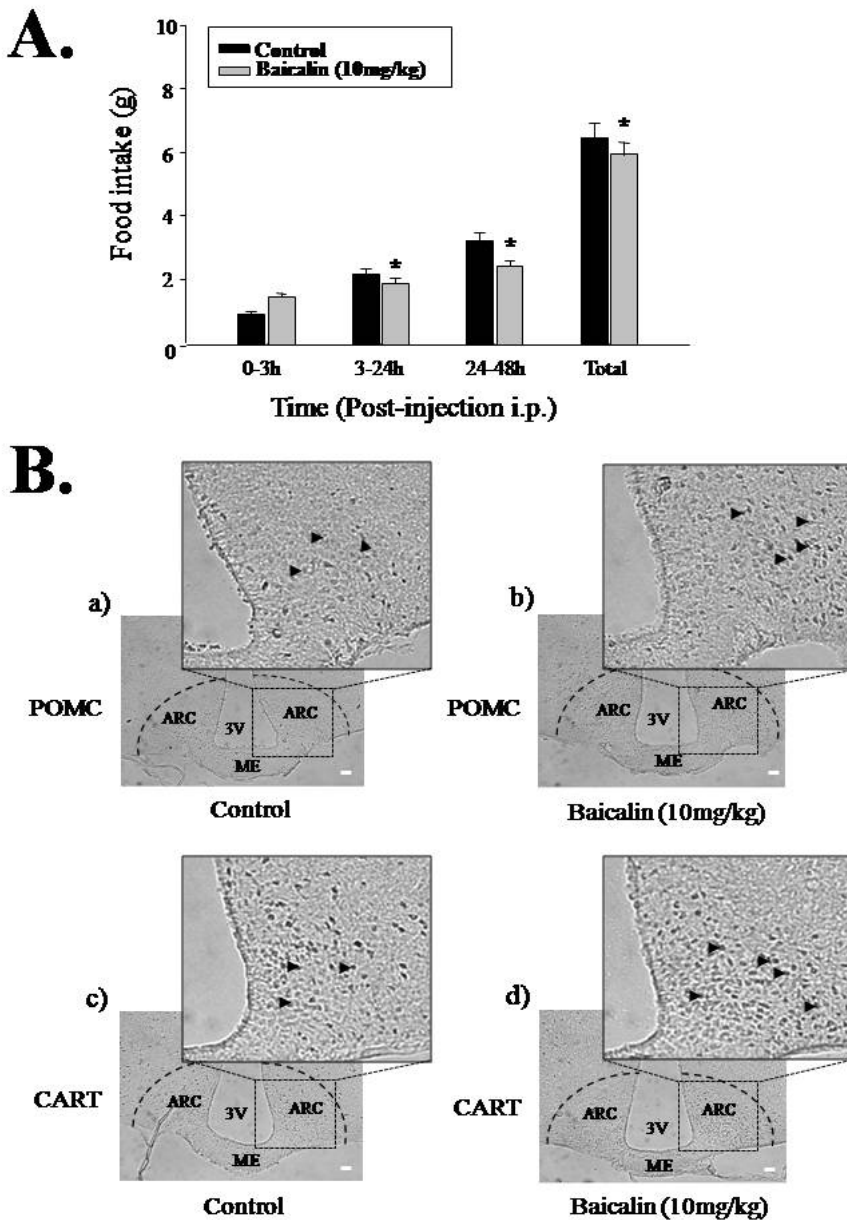 A.
10
8
6
4
2
0
Food intake (g)
Control
Baicalin (10mg/kg)
*
*
*
0-3h 3-24h 24-48h Total
Time (Post-injection i.p.)
B.
a)
b)
POMC
ARC
3V
ARC
ME
POMC
ARC
3V
ARC
ME
Control
Baicalin (10mg/kg)
c)
d)
CART
ARC
3V
ARC
ME
CART
ARC
3V
ARC
ME
Control
Baicalin (10mg/kg)